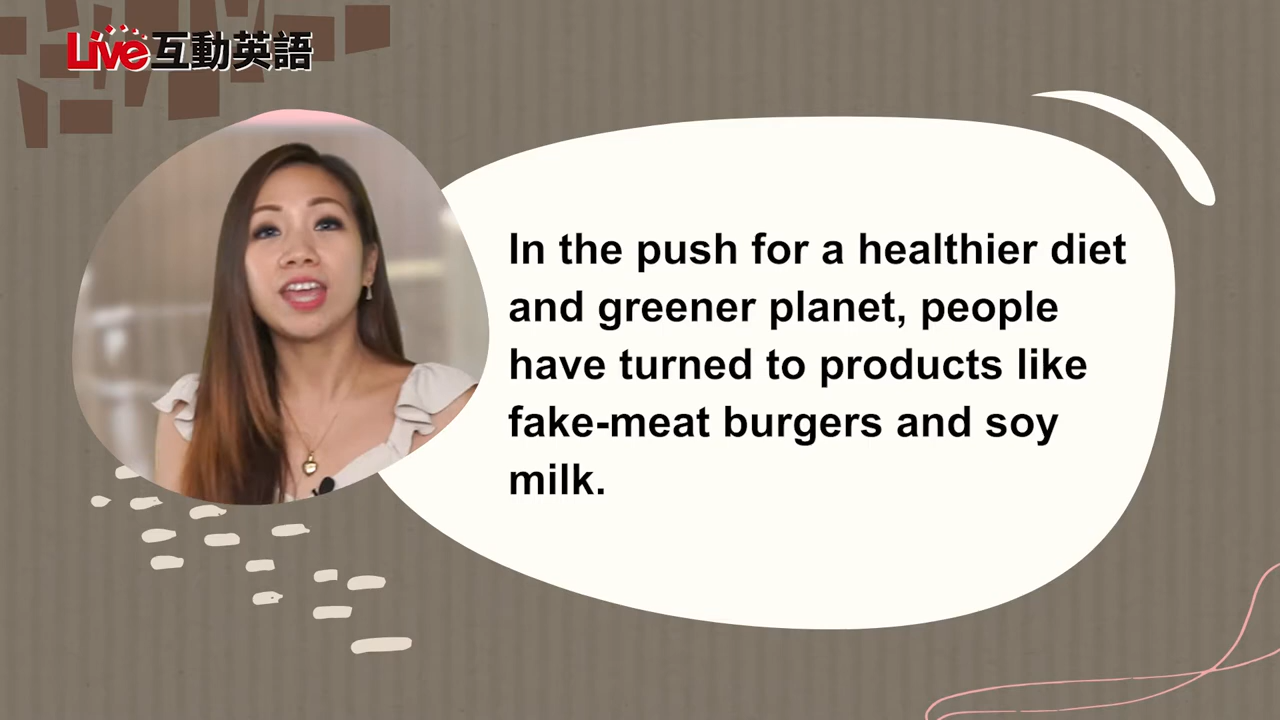 Live互動英語
In the push for a healthier diet
and greener planet, people
have turned to products like
fake-meat burgers and soy
milk.